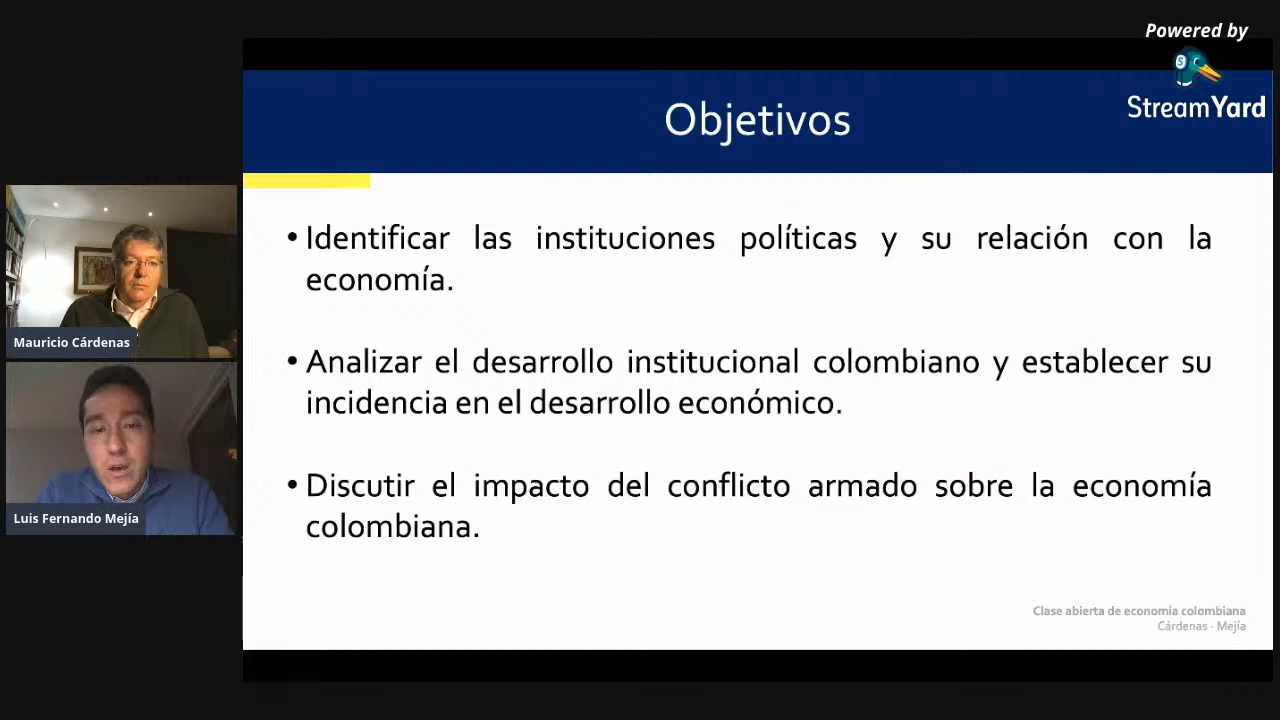 Powered by
StreamYard
Objetivos
• Identificar las instituciones políticas y su relación con la
economía.
• Analizar el desarrollo institucional colombiano y establecer su
incidencia en el desarrollo económico.
• Discutir el impacto del conflicto armado sobre la economía
colombiana.
Mauricio Cárdenas
Luis Fernando Mejía
Clase abierta de economía colombiana
Cárdenas - Mejía